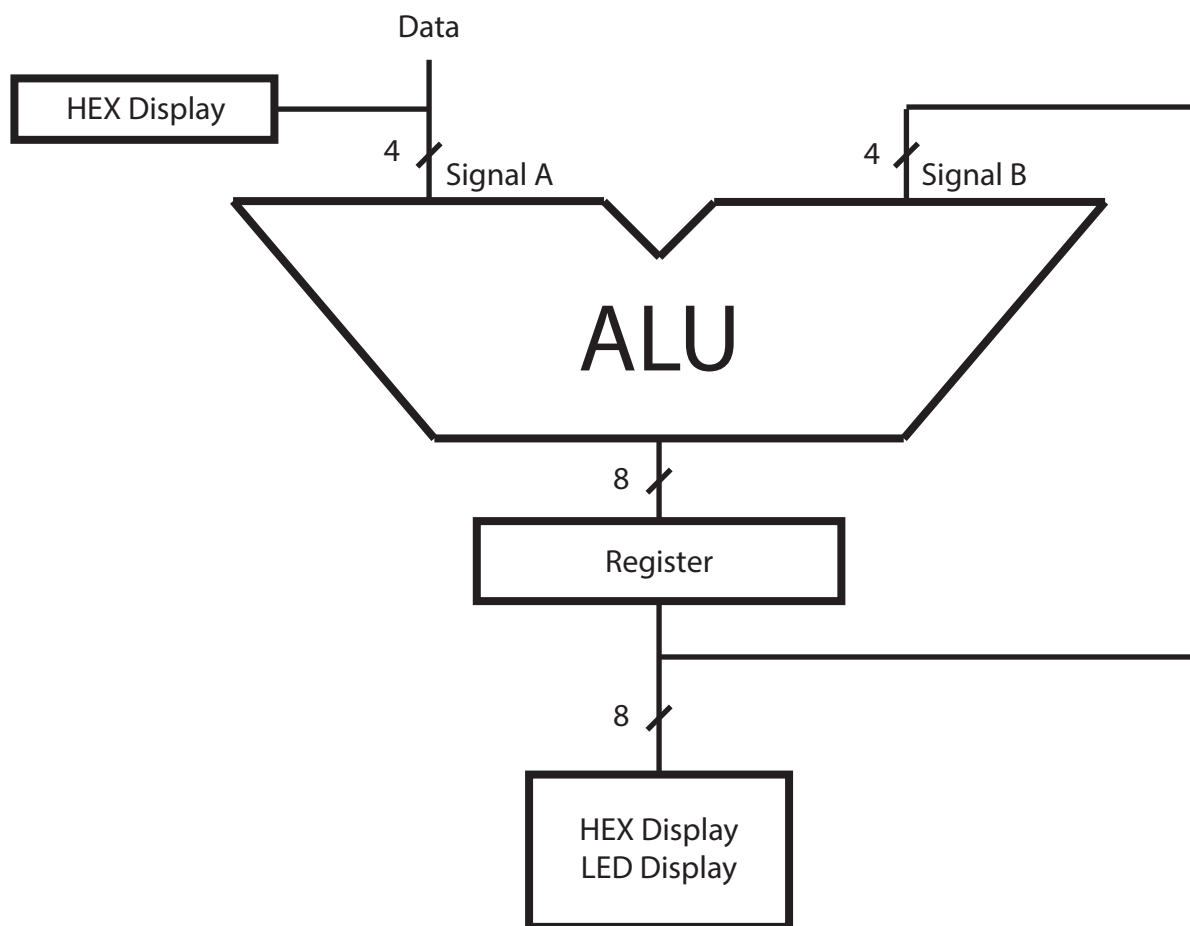 Data
HEX Display
4
Signal A
4
Signal B
ALU
8
Register
8
HEX Display
LED Display